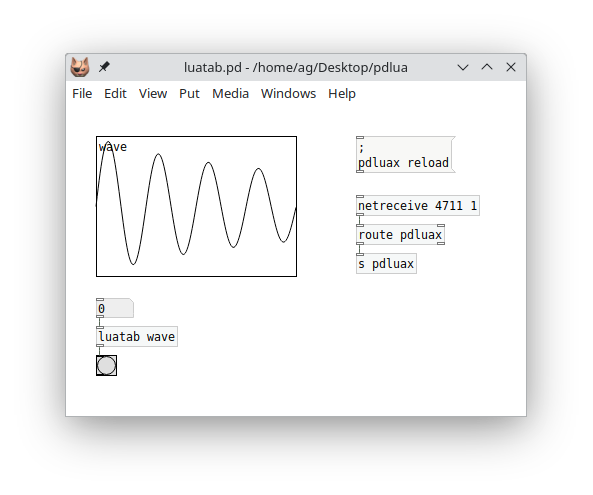 luatab.pd - /home/ag/Desktop/pdlua
File Edit View Put Media Windows Help
wave
;
pdluax reload
netreceive 4711 1
route pdluax
s pdluax
0
luatab wave